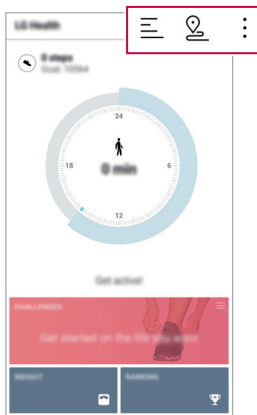 LG Health
0 steps
Goal 10564
24
18
6
0 min
12
Get active!
CHALLENGES
Get started on the life you want
WEIGHT
RANKING